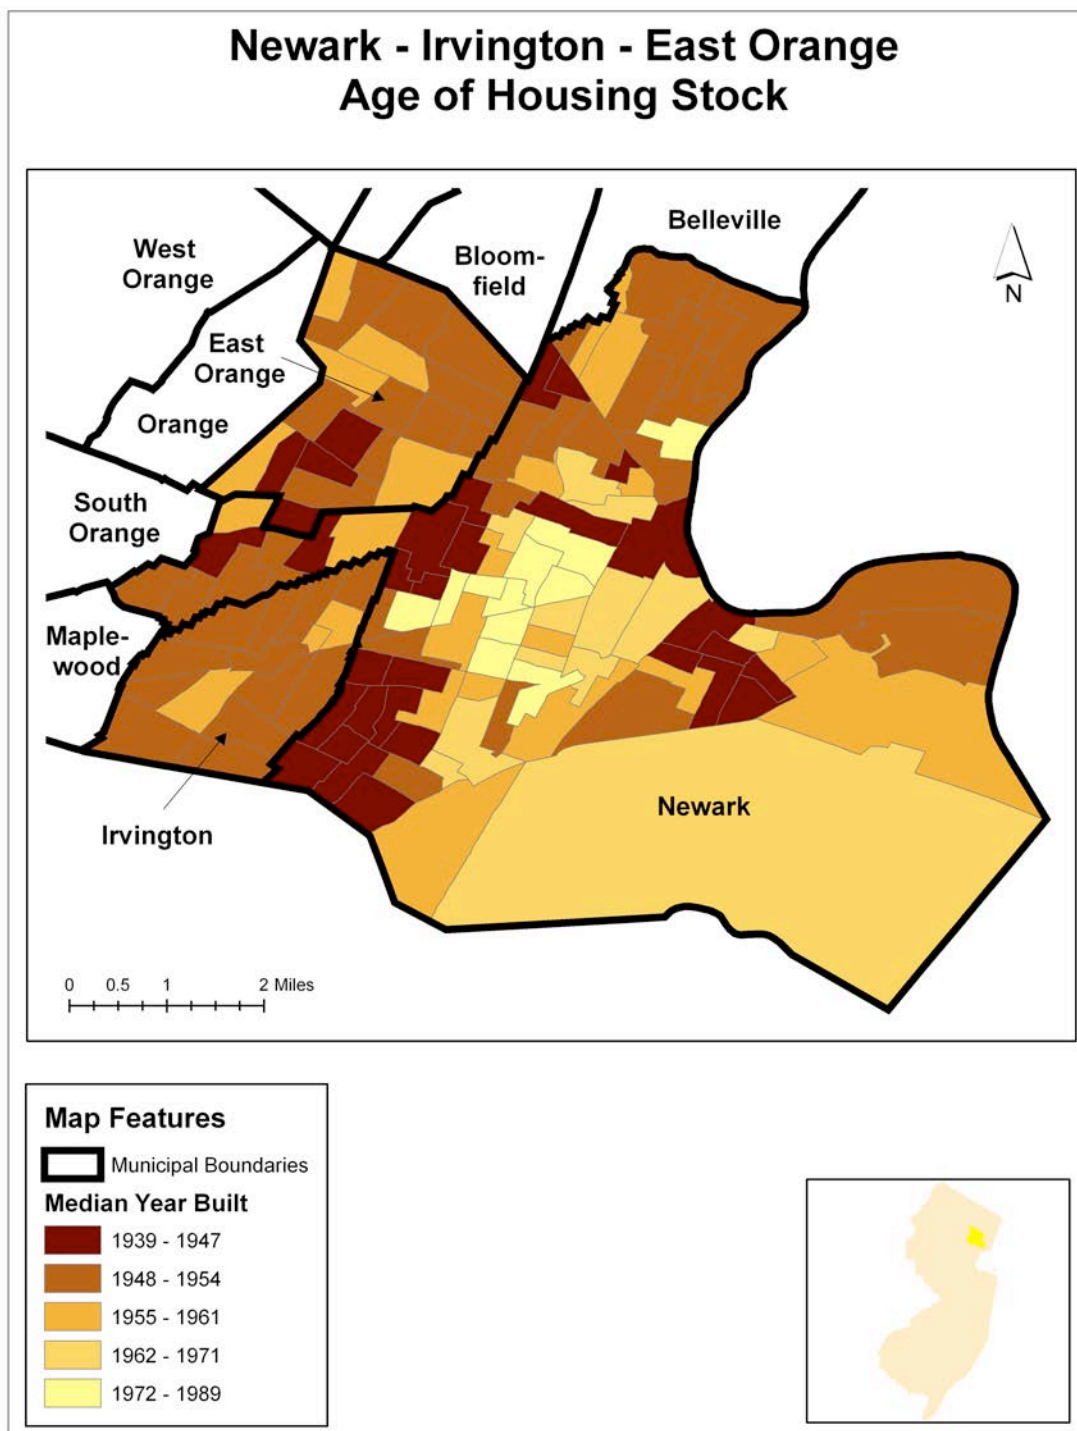 Newark - Irvington - East Orange
Age of Housing Stock
Belleville
West
Orange
Bloom-
field
N
East
Orange
Orange
South
Orange
Maple-
wood
Newark
Irvington
0 0.5 1 2 Miles
Map Features
Municipal Boundaries
Median Year Built
1939 - 1947
1948 - 1954
1955 - 1961
1962 - 1971
1972 - 1989